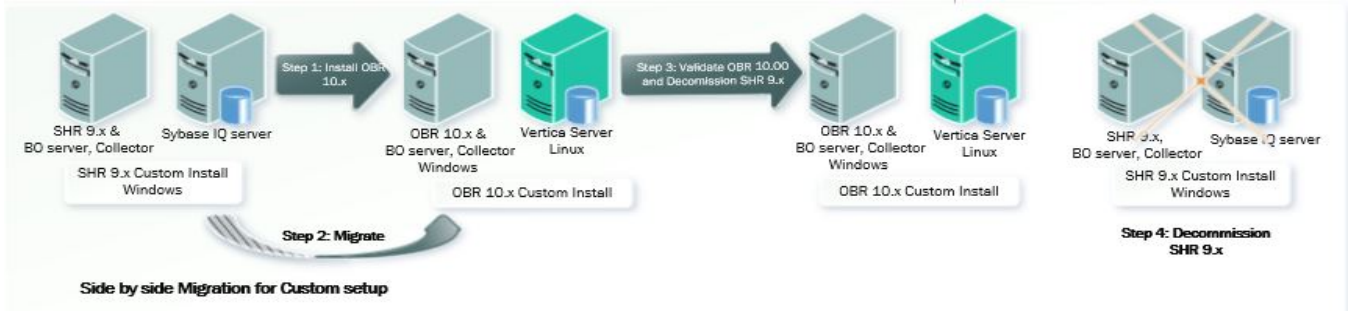 Step 1: Install OBR
10.x
Step 3: Validate OBR 10.00
and Decomission SHR 9.x
SHR 9.x &
BO server, Collector
Sybase IQ server
SHR 9.x Custom Install
Windows
OBR 10.x &
BO server, Collector
Windows
Vertica Server
Linux
OBR 10.x Custom Install
OBR 10.x &
BO server, Collector
Windows
Vertica Server
Linux
OBR 10.x Custom Install
SHR 9.x,
BO server, Collector
Sybase IQ server
SHR 9.x Custom Install
Windows
Step 2: Migrate
Step 4: Decommission
SHR 9.x
Side by side Migration for Custom setup